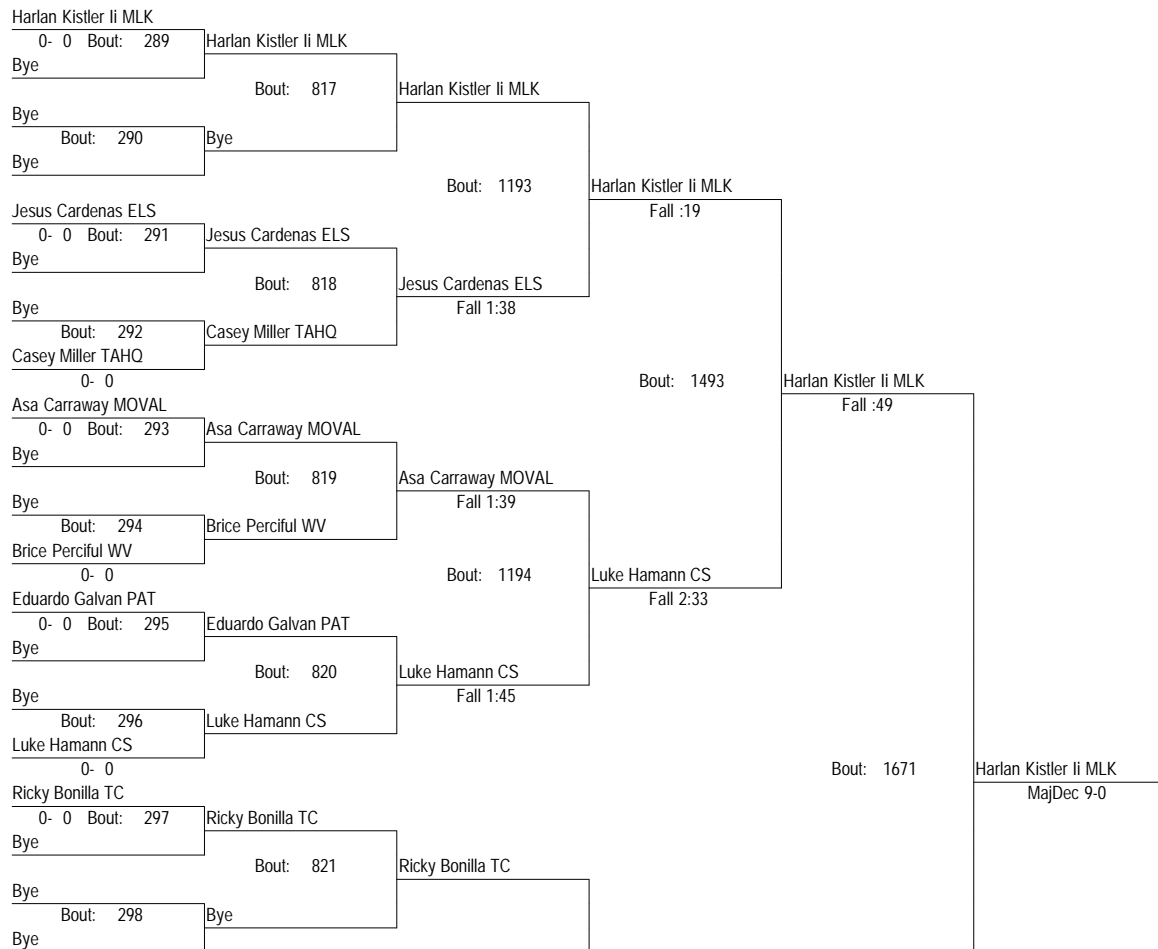 Harlan Kistler Ii MLK
0- 0 Bout: 289 Harlan Kistler Ii MLK
Bye
Bout: 817 Harlan Kistler Ii MLK
Bye
Bout: 290 Bye
Bye
Bout: 1193 Harlan Kistler Ii MLK
Jesus Cardenas ELS Fall :19
0- 0 Bout: 291 Jesus Cardenas ELS
Bye
Bout: 818 Jesus Cardenas ELS
Bye Fall 1:38
Bout: 292 Casey Miller TAHQ
Casey Miller TAHQ
0- 0 Bout: 1493 Harlan Kistler Ii MLK
Asa Carraway MOVAL Fall :49
0- 0 Bout: 293 Asa Carraway MOVAL
Bye
Bout: 819 Asa Carraway MOVAL
Bye Fall 1:39
Bout: 294 Brice Perciful WV
Brice Perciful WV
0- 0 Bout: 1194 Luke Hamann CS
Eduardo Galvan PAT Fall 2:33
0- 0 Bout: 295 Eduardo Galvan PAT
Bye
Bout: 820 Luke Hamann CS
Bye Fall 1:45
Bout: 296 Luke Hamann CS
Luke Hamann CS
0- 0 Bout: 1671 Harlan Kistler Ii MLK
Ricky Bonilla TC MajDec 9-0
0- 0 Bout: 297 Ricky Bonilla TC
Bye
Bout: 821 Ricky Bonilla TC
Bye
Bout: 298 Bye
Bye